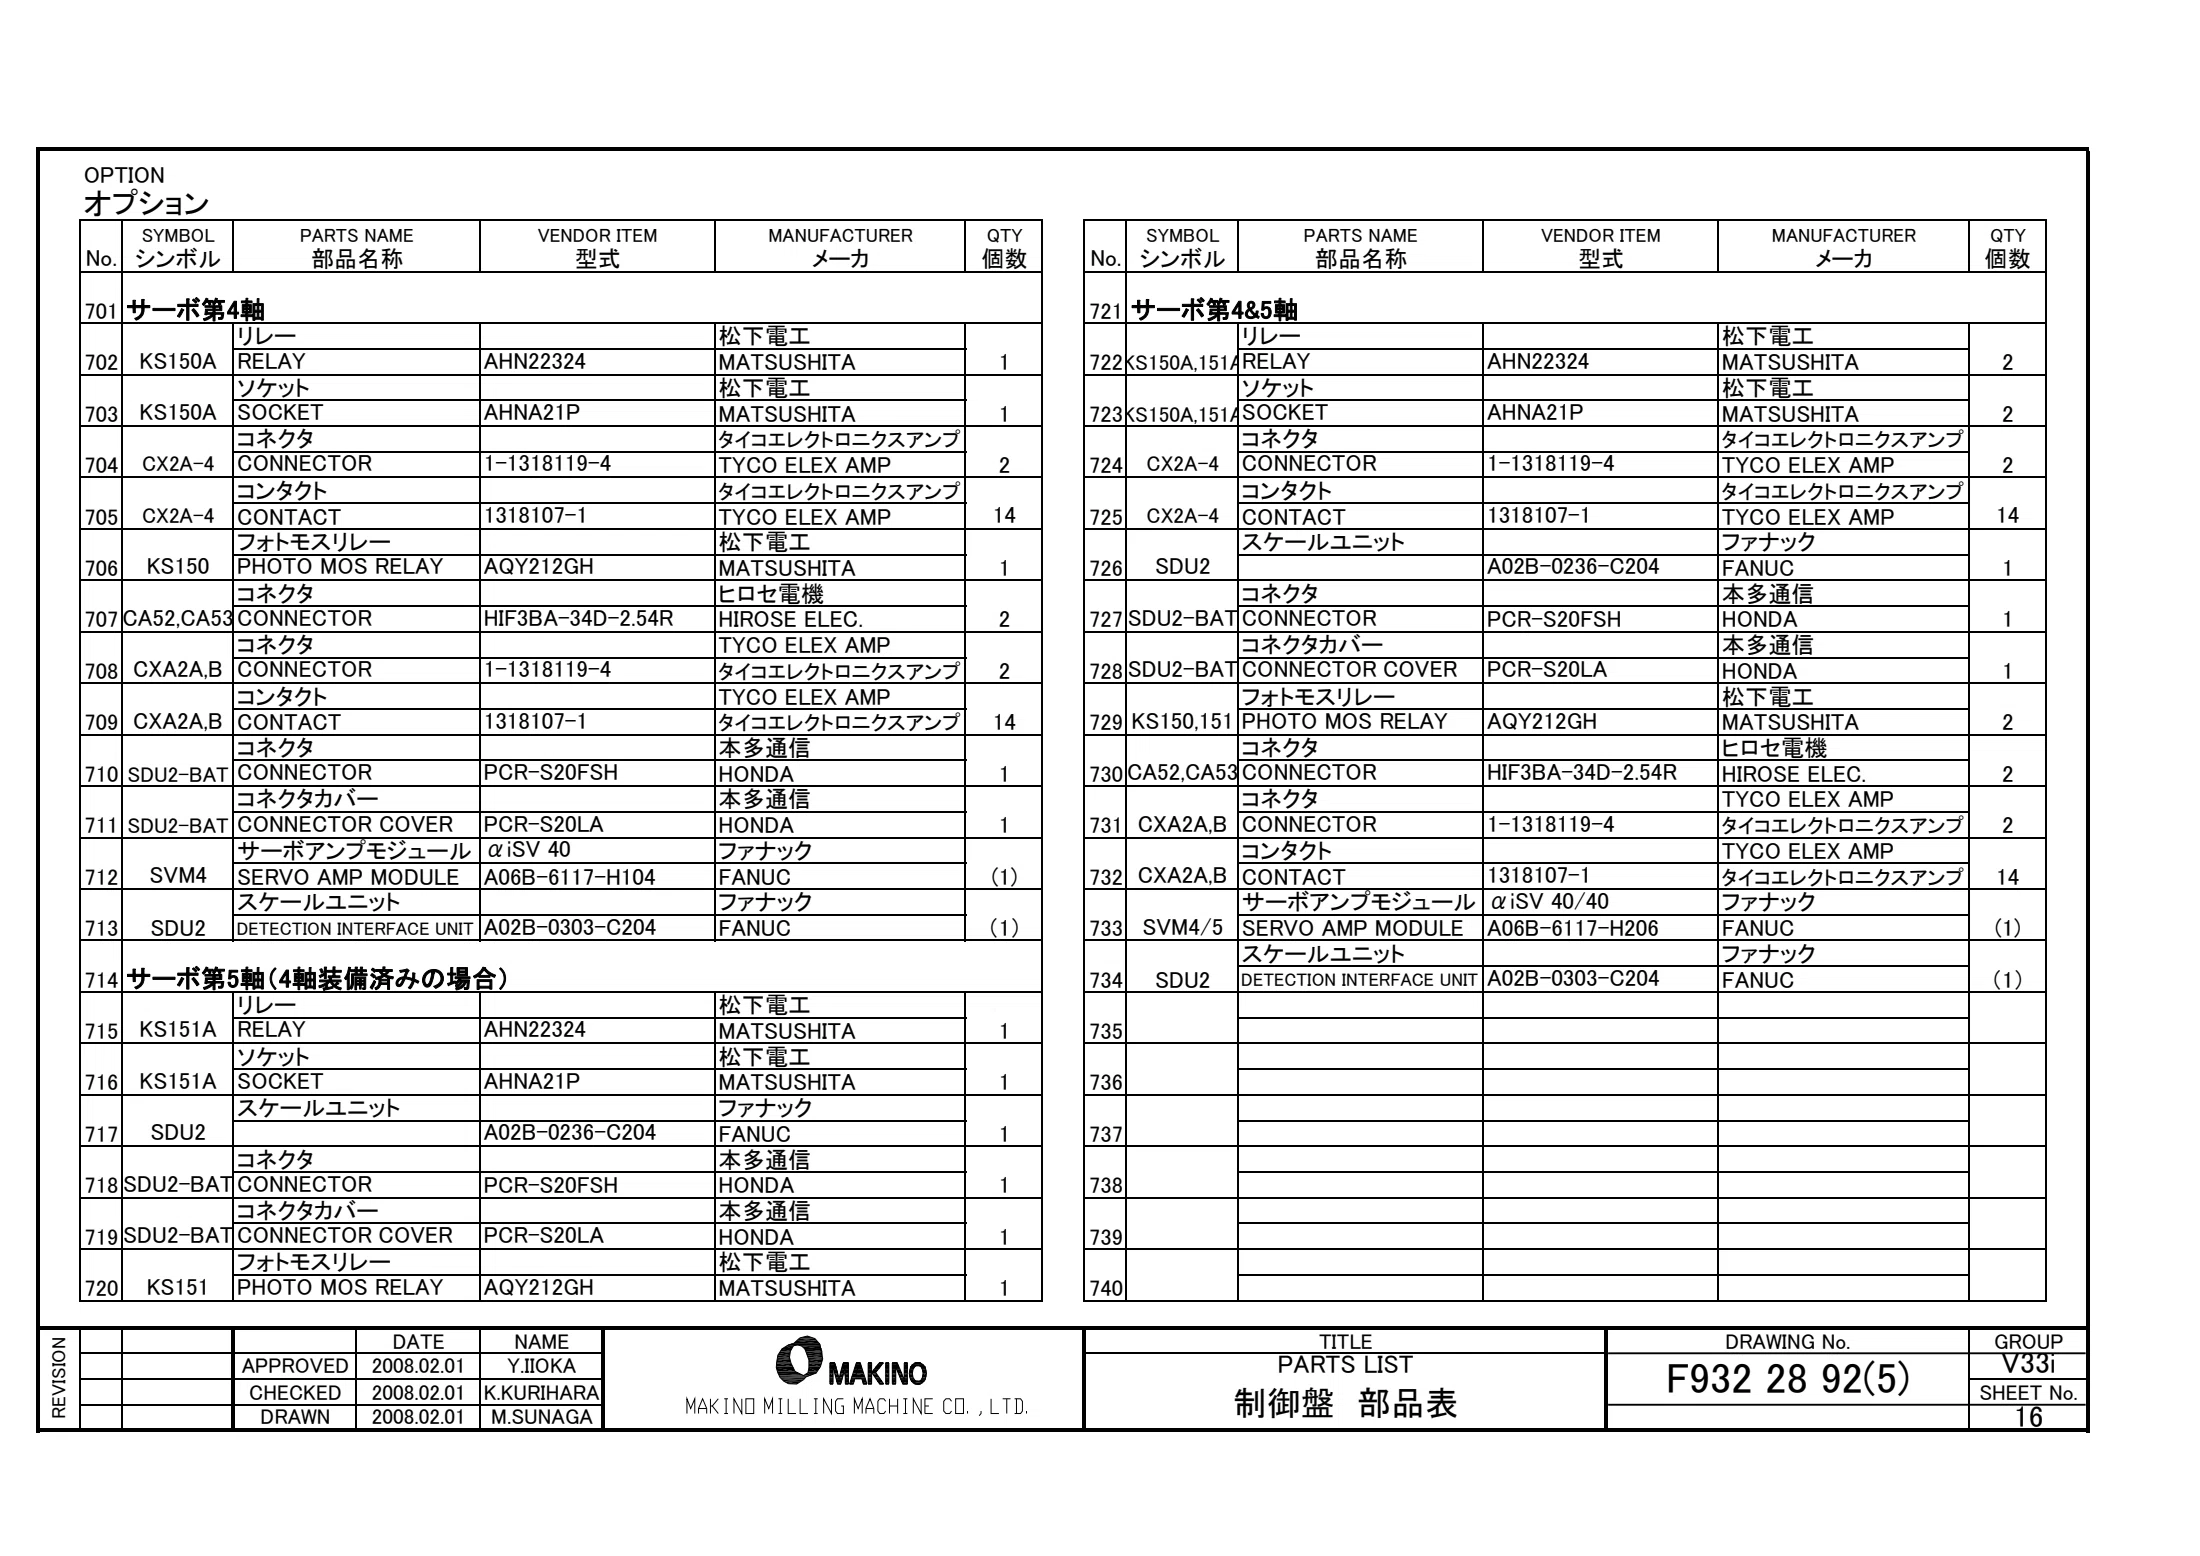 OPTION
オプション
No. SYMBOL PARTS NAME VENDOR ITEM MANUFACTURER QTY
シンボル 部品名称 型式 メーカ 個数
701 サーボ第4軸
リレー 松下電工
702 KS150A RELAY AHN22324 MATSUSHITA 1
ソケット 松下電工
703 KS150A SOCKET AHNA21P MATSUSHITA 1
コネクタ タイコエレクトロニクスアンプ
704 CX2A-4 CONNECTOR 1-1318119-4 TYCO ELEX AMP 2
コンタクト タイコエレクトロニクスアンプ
705 CX2A-4 CONTACT 1318107-1 TYCO ELEX AMP 14
フォトモスリレー 松下電工
706 KS150 PHOTO MOS RELAY AQY212GH MATSUSHITA 1
コネクタ ヒロセ電機
707 CA52,CA53 CONNECTOR HIF3BA-34D-2.54R HIROSE ELEC. 2
コネクタ TYCO ELEX AMP
708 CXA2A,B CONNECTOR 1-1318119-4 タイコエレクトロニクスアンプ 2
コンタクト TYCO ELEX AMP
709 CXA2A,B CONTACT 1318107-1 タイコエレクトロニクスアンプ 14
コネクタ 本多通信
710 SDU2-BAT CONNECTOR PCR-S20FSH HONDA 1
コネクタカバー 本多通信
711 SDU2-BAT CONNECTOR COVER PCR-S20LA HONDA 1
サーボアンプモジュール αiSV 40 ファナック
712 SVM4 SERVO AMP MODULE A06B-6117-H104 FANUC (1)
スケールユニット ファナック
713 SDU2 DETECTION INTERFACE UNIT A02B-0303-C204 FANUC (1)
714 サーボ第5軸(4軸装備済みの場合)
リレー 松下電工
715 KS151A RELAY AHN22324 MATSUSHITA 1
ソケット 松下電工
716 KS151A SOCKET AHNA21P MATSUSHITA 1
スケールユニット ファナック
717 SDU2 A02B-0236-C204 FANUC 1
コネクタ 本多通信
718 SDU2-BAT CONNECTOR PCR-S20FSH HONDA 1
コネクタカバー 本多通信
719 SDU2-BAT CONNECTOR COVER PCR-S20LA HONDA 1
フォトモスリレー 松下電工
720 KS151 PHOTO MOS RELAY AQY212GH MATSUSHITA 1
No. SYMBOL PARTS NAME VENDOR ITEM MANUFACTURER QTY
シンボル 部品名称 型式 メーカ 個数
721 サーボ第4&5軸
リレー 松下電工
722 KS150A,151A RELAY AHN22324 MATSUSHITA 2
ソケット 松下電工
723 KS150A,151A SOCKET AHNA21P MATSUSHITA 2
コネクタ タイコエレクトロニクスアンプ
724 CX2A-4 CONNECTOR 1-1318119-4 TYCO ELEX AMP 2
コンタクト タイコエレクトロニクスアンプ
725 CX2A-4 CONTACT 1318107-1 TYCO ELEX AMP 14
スケールユニット ファナック
726 SDU2 A02B-0236-C204 FANUC 1
コネクタ 本多通信
727 SDU2-BAT CONNECTOR PCR-S20FSH HONDA 1
コネクタカバー 本多通信
728 SDU2-BAT CONNECTOR COVER PCR-S20LA HONDA 1
フォトモスリレー 松下電工
729 KS150,151 PHOTO MOS RELAY AQY212GH MATSUSHITA 2
コネクタ ヒロセ電機
730 CA52,CA53 CONNECTOR HIF3BA-34D-2.54R HIROSE ELEC. 2
コネクタ TYCO ELEX AMP
731 CXA2A,B CONNECTOR 1-1318119-4 タイコエレクトロニクスアンプ 2
コンタクト TYCO ELEX AMP
732 CXA2A,B CONTACT 1318107-1 タイコエレクトロニクスアンプ 14
サーボアンプモジュール αiSV 40/40 ファナック
733 SVM4/5 SERVO AMP MODULE A06B-6117-H206 FANUC (1)
スケールユニット ファナック
734 SDU2 DETECTION INTERFACE UNIT A02B-0303-C204 FANUC (1)
735
736
737
738
739
740
REVISION
DATE NAME
APPROVED 2008.02.01 Y.IIOKA
CHECKED 2008.02.01 K.KURIHARA
DRAWN 2008.02.01 M.SUNAGA
MAKINO
MAKINO MILLING MACHINE CO.,LTD.
TITLE
PARTS LIST
制御盤 部品表
DRAWING No.
F932 28 92(5)
GROUP
V33i
SHEET No.
16